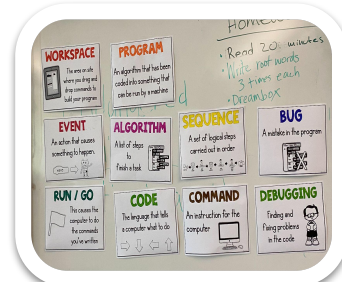 Homew
• Read 20 minutes
• Write root words
3 times each
• Dreambox
WORKSPACE
The area on site
where you drag and
drop commands to
build your program
PROGRAM
An algorithm that has been
coded into something that
can be run by a machine
EVENT
An action that causes
something to happen.
ALGORITHM
A list of steps
to
finish a task
SEQUENCE
A set of logical steps
carried out in order
BUG
A mistake in the program
RUN / GO
This causes the
computer to do
the commands
you've written
CODE
The language that tells
a computer what to do
COMMAND
An instruction for the
computer
DEBUGGING
Finding and
fixing problems
in the code